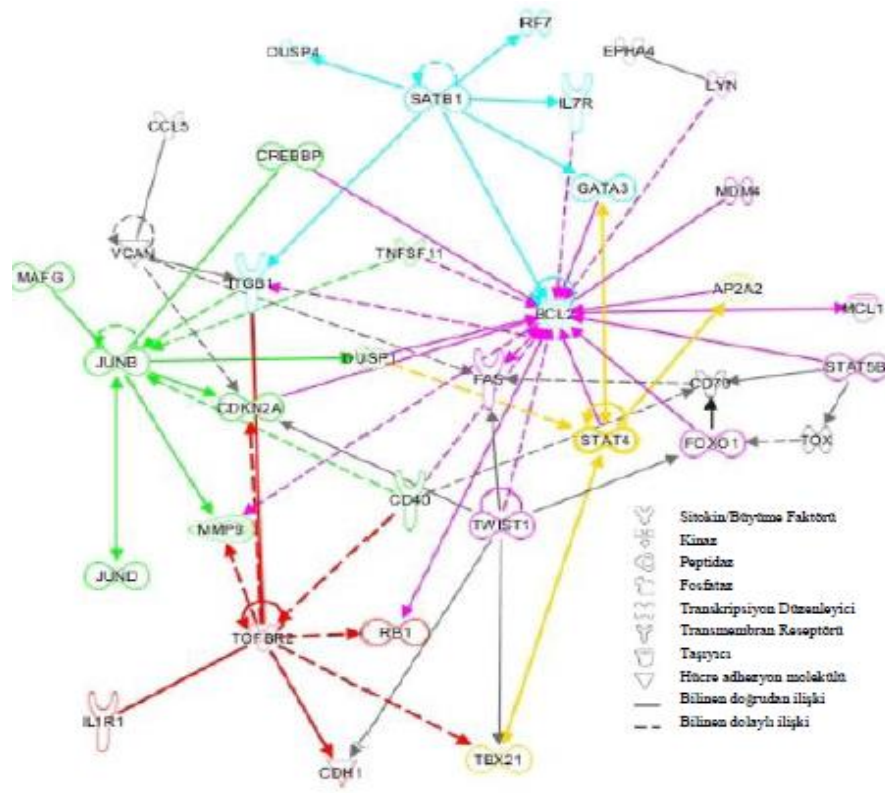 IRF7
DUSP4
EPHA4
SATB1
IL7R
LYN
CCL5
CREBBP
GATA3
MDM4
VCAN
TNFSF11
MAFG
ITGB1
AP2A2
BCL2
MCL1
JUNB
DUSP1
FAS
CD70
STAT5B
CDKN2A
STAT4
FOXO1
TOX
CD40
MMP9
TWIST1
JUND
TGFBR2
RB1
IL1R1
CDH1
TBX21
Sitokin/Büyüme Faktörü
Kinaz
Peptidaz
Fosfataz
Transkripsiyon Düzenleyici
Transmembran Reseptörü
Taşıyıcı
Hücre adhezyon molekülü
Bilinen doğrudan ilişki
Bilinen dolaylı ilişki